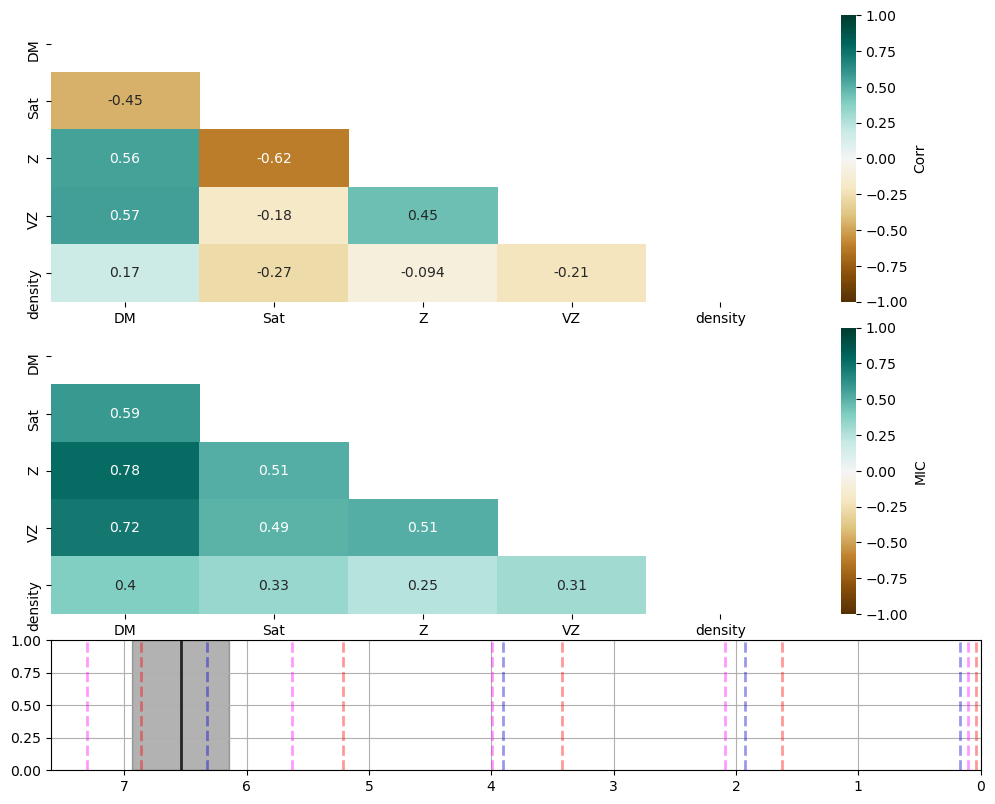 DM
Sat
Z
VZ
density
-0.45
0.56 -0.62
0.57 -0.18 0.45
0.17 -0.27 -0.094 -0.21
DM Sat Z VZ density
1.00
0.75
0.50
0.25
0.00
−0.25
−0.50
−0.75
−1.00
Corr
DM
Sat
Z
VZ
density
0.59
0.78 0.51
0.72 0.49 0.51
0.4 0.33 0.25 0.31
DM Sat Z VZ density
1.00
0.75
0.50
0.25
0.00
−0.25
−0.50
−0.75
−1.00
MIC
1.00
0.75
0.50
0.25
0.00
7 6 5 4 3 2 1 0